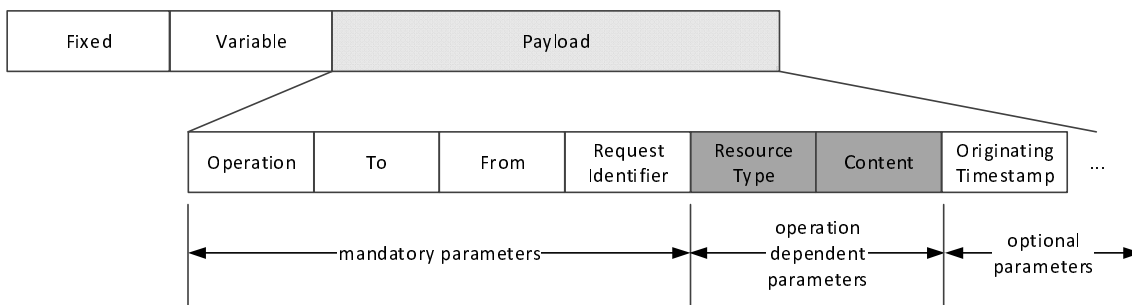 Fixed
Variable
Payload
Operation
To
From
Request
Identifier
Resource
Type
Content
Originating
Timestamp
...
mandatory parameters
operation
dependent
parameters
optional
parameters